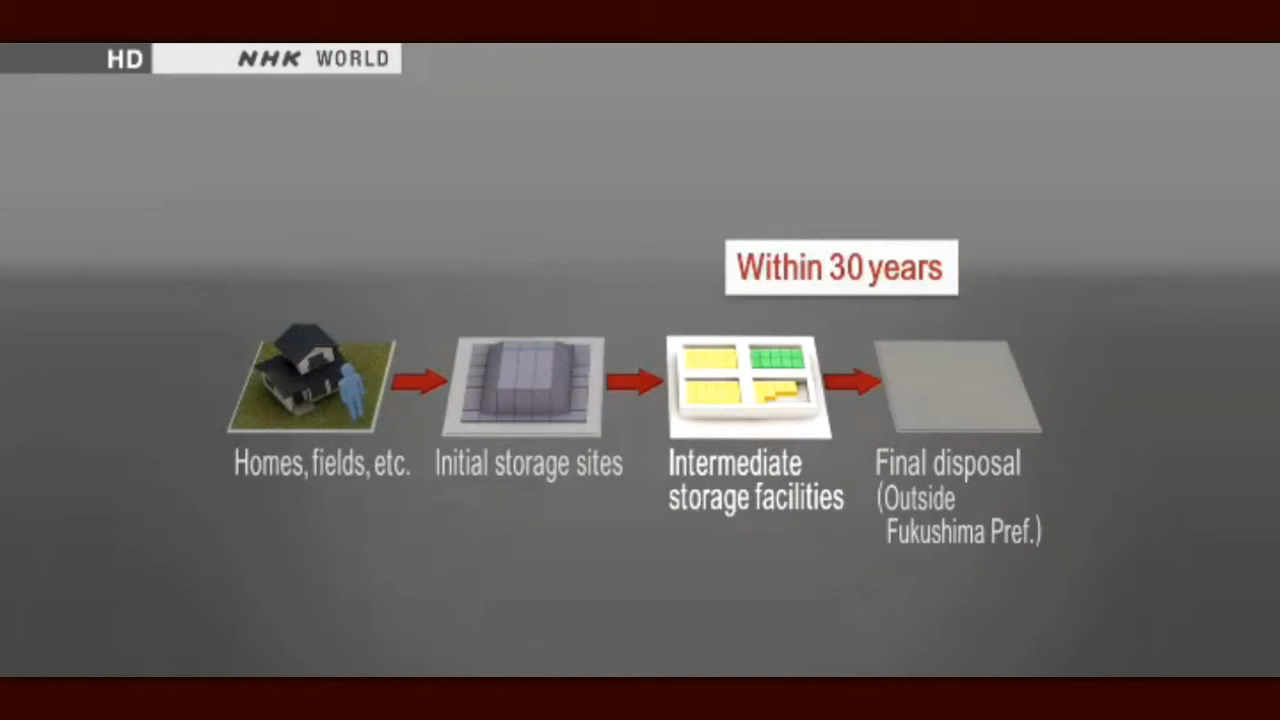 HD NHK WORLD
Within 30 years
Homes, fields, etc.
Initial storage sites
Intermediate
storage facilities
Final disposal
(Outside
Fukushima Pref.)